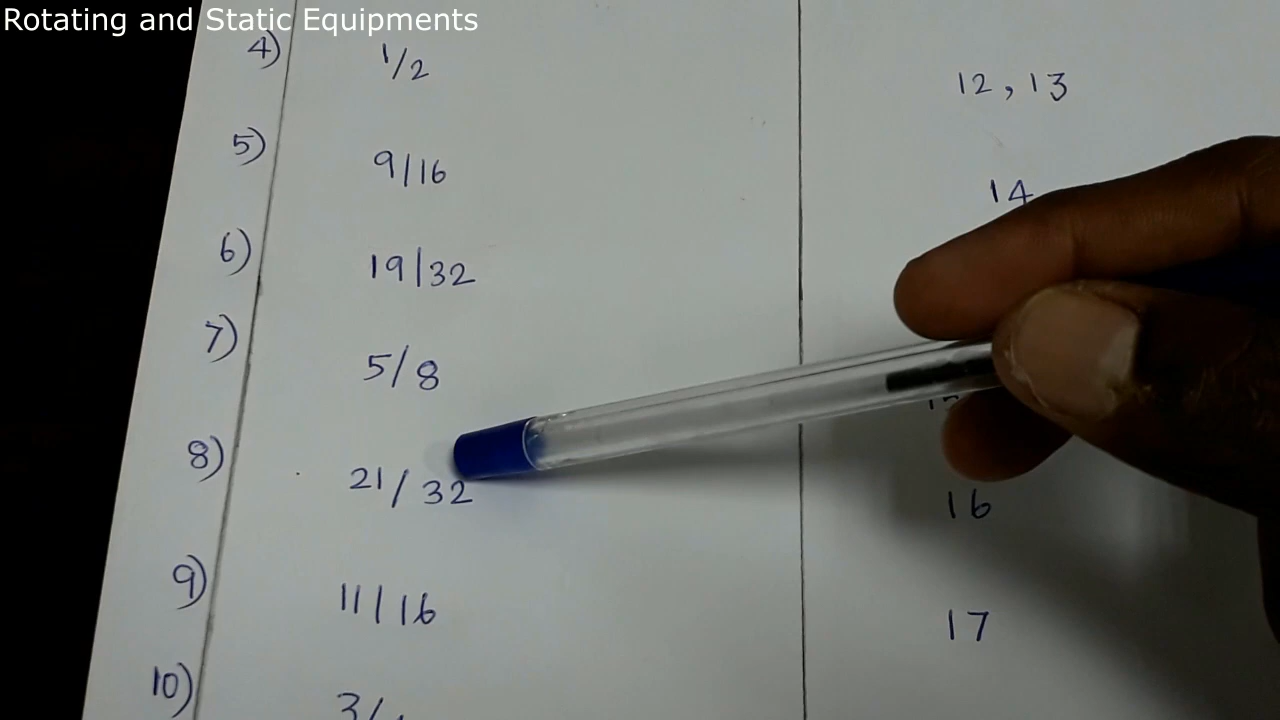 Rotating and Static Equipments
4) 1/2 12, 13
5) 9/16 14
6) 19/32
7) 5/8
8) 21/32 16
9) 11/16 17
10) 3/